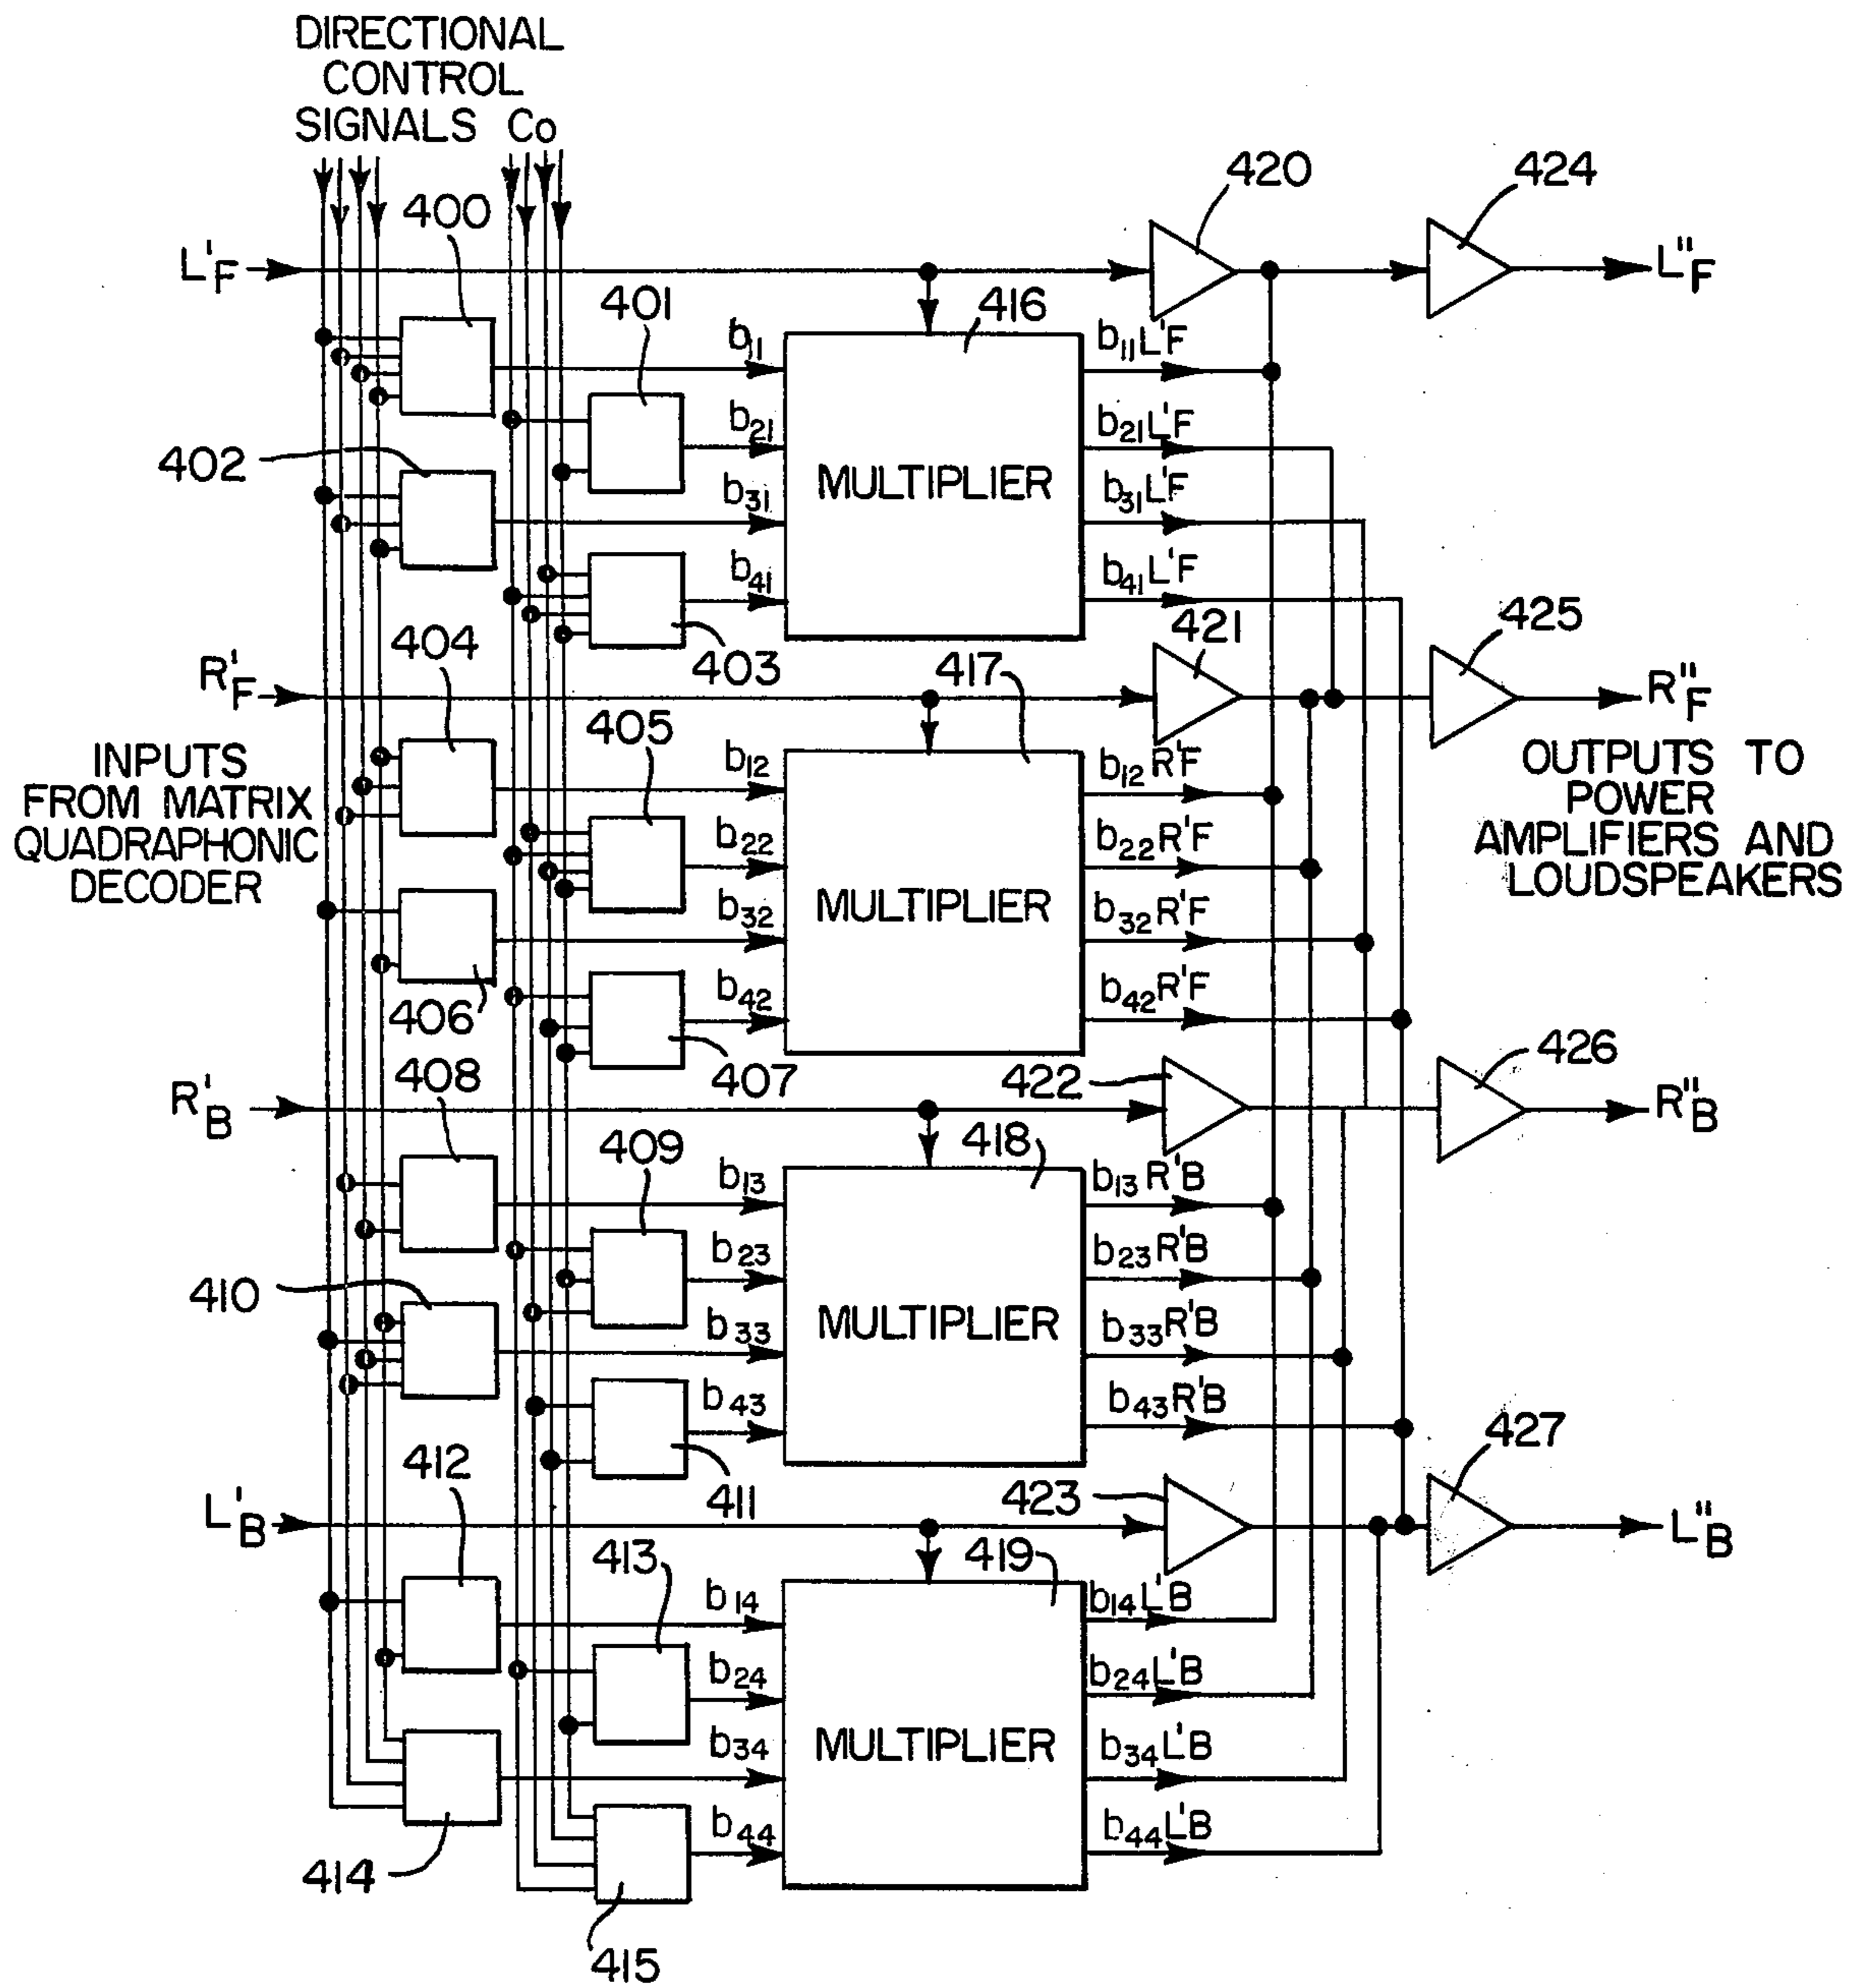 DIRECTIONAL
CONTROL
SIGNALS Co
400
420
424
L'F
L"F
401
416
b11
b11L'F
402
b21
b21L'F
MULTIPLIER
b31
b31L'F
b41
b41L'F
404
403
421
425
R'F
417
R"F
405
INPUTS
FROM MATRIX
QUADRAPHONIC
DECODER
b12
b12R'F
OUTPUTS TO
POWER
AMPLIFIERS AND
LOUDSPEAKERS
b22
b22R'F
MULTIPLIER
b32
b32R'F
406
b42
b42R'F
408
407
422
426
R'B
R"B
409
418
b13
b13R'B
410
b23
b23R'B
MULTIPLIER
b33
b33R'B
b43
b43R'B
412
411
423
427
L'B
L"B
413
419
b14
b14L'B
b24
b24L'B
MULTIPLIER
b34
b34L'B
b44
b44L'B
414
415